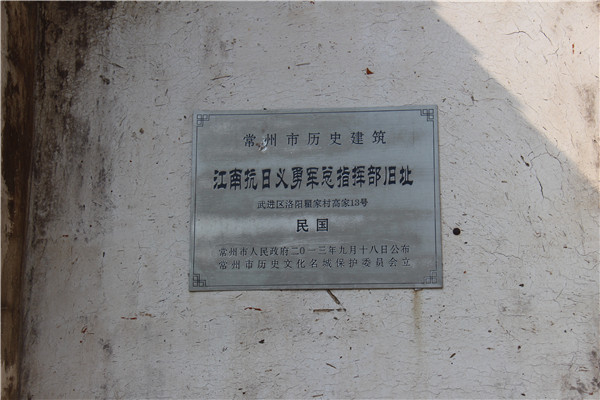 常州市历史建筑
江南抗日义勇军总指挥部旧址
武进区洛阳瞿家村高家13号
民国
常州市人民政府二0一三年九月十八日公布
常州市历史文化名城保护委员会立